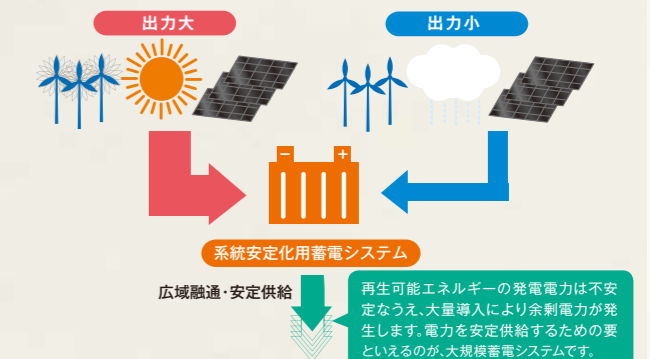 出力大
出力小
系統安定化用蓄電システム
広域融通・安定供給
再生可能エネルギーの発電電力は不安
定なうえ、大量導入により余剰電力が発
生します。電力を安定供給するための要
といえるのが、大規模蓄電システムです。